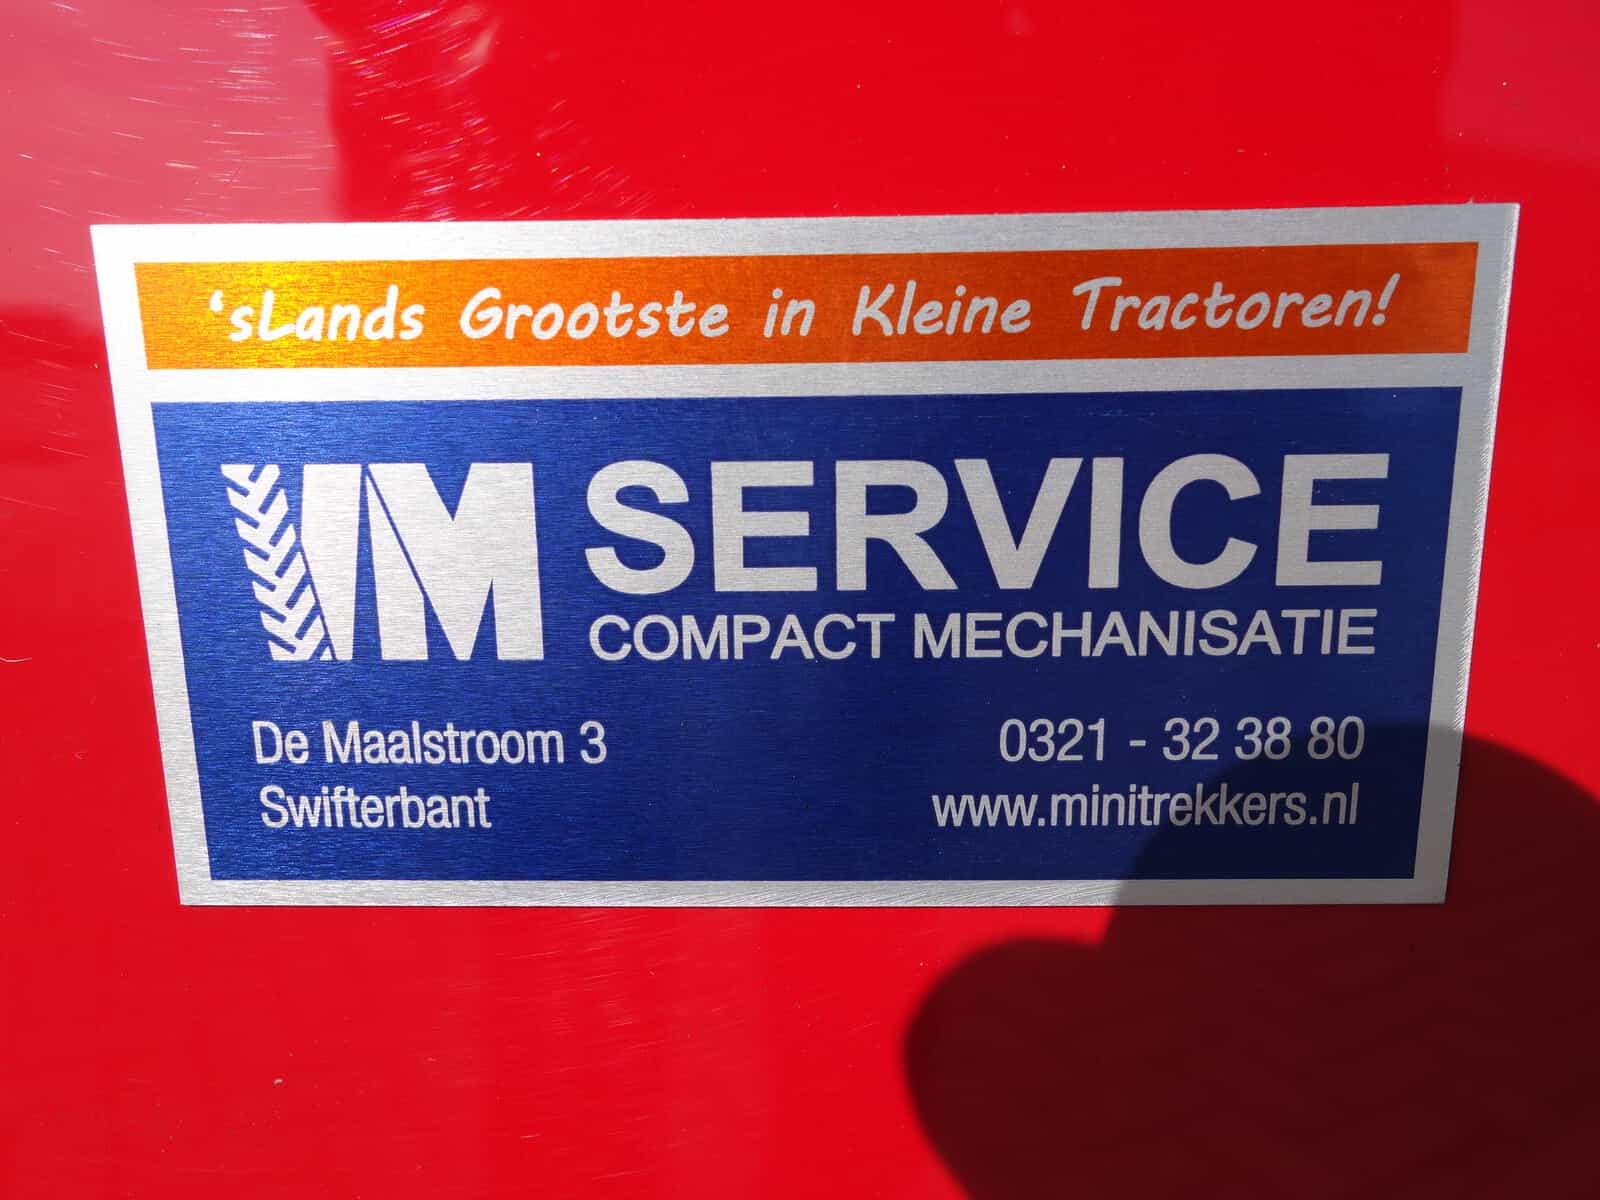 'sLands Grootste in Kleine Tractoren!
VM SERVICE
COMPACT MECHANISATIE
De Maalstroom 3
0321 - 32 38 80
Swifterbant
www.minitrekkers.nl